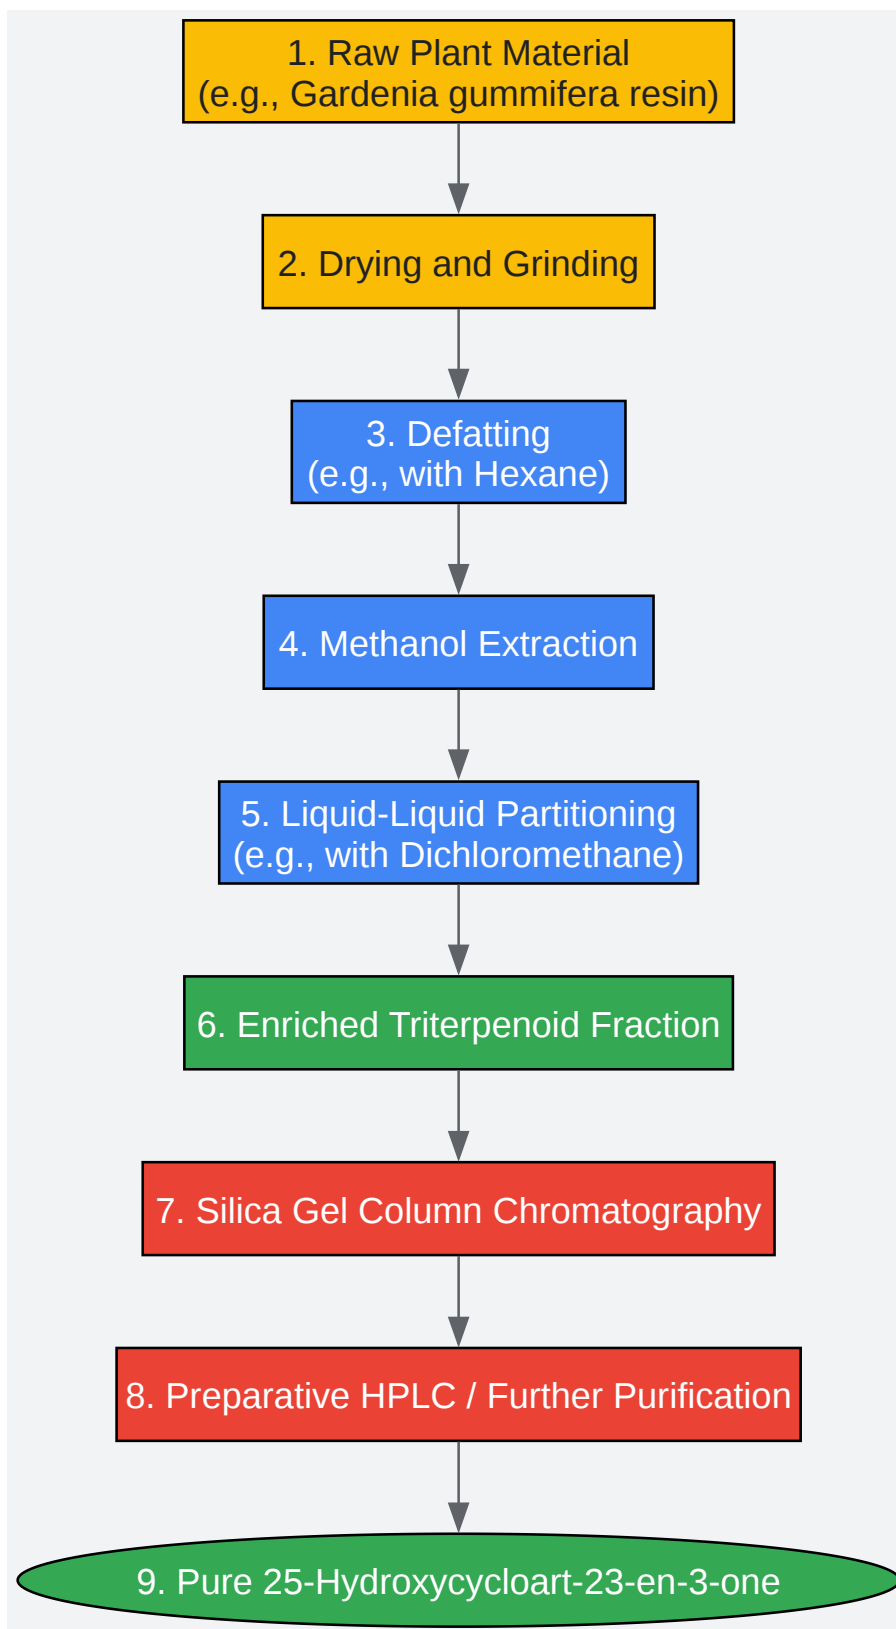 1. Raw Plant Material
(e.g., Gardenia gummifera resin)
2. Drying and Grinding
3. Defatting
(e.g., with Hexane)
4. Methanol Extraction
5. Liquid-Liquid Partitioning
(e.g., with Dichloromethane)
6. Enriched Triterpenoid Fraction
7. Silica Gel Column Chromatography
8. Preparative HPLC / Further Purification
9. Pure 25-Hydroxycycloart-23-en-3-one